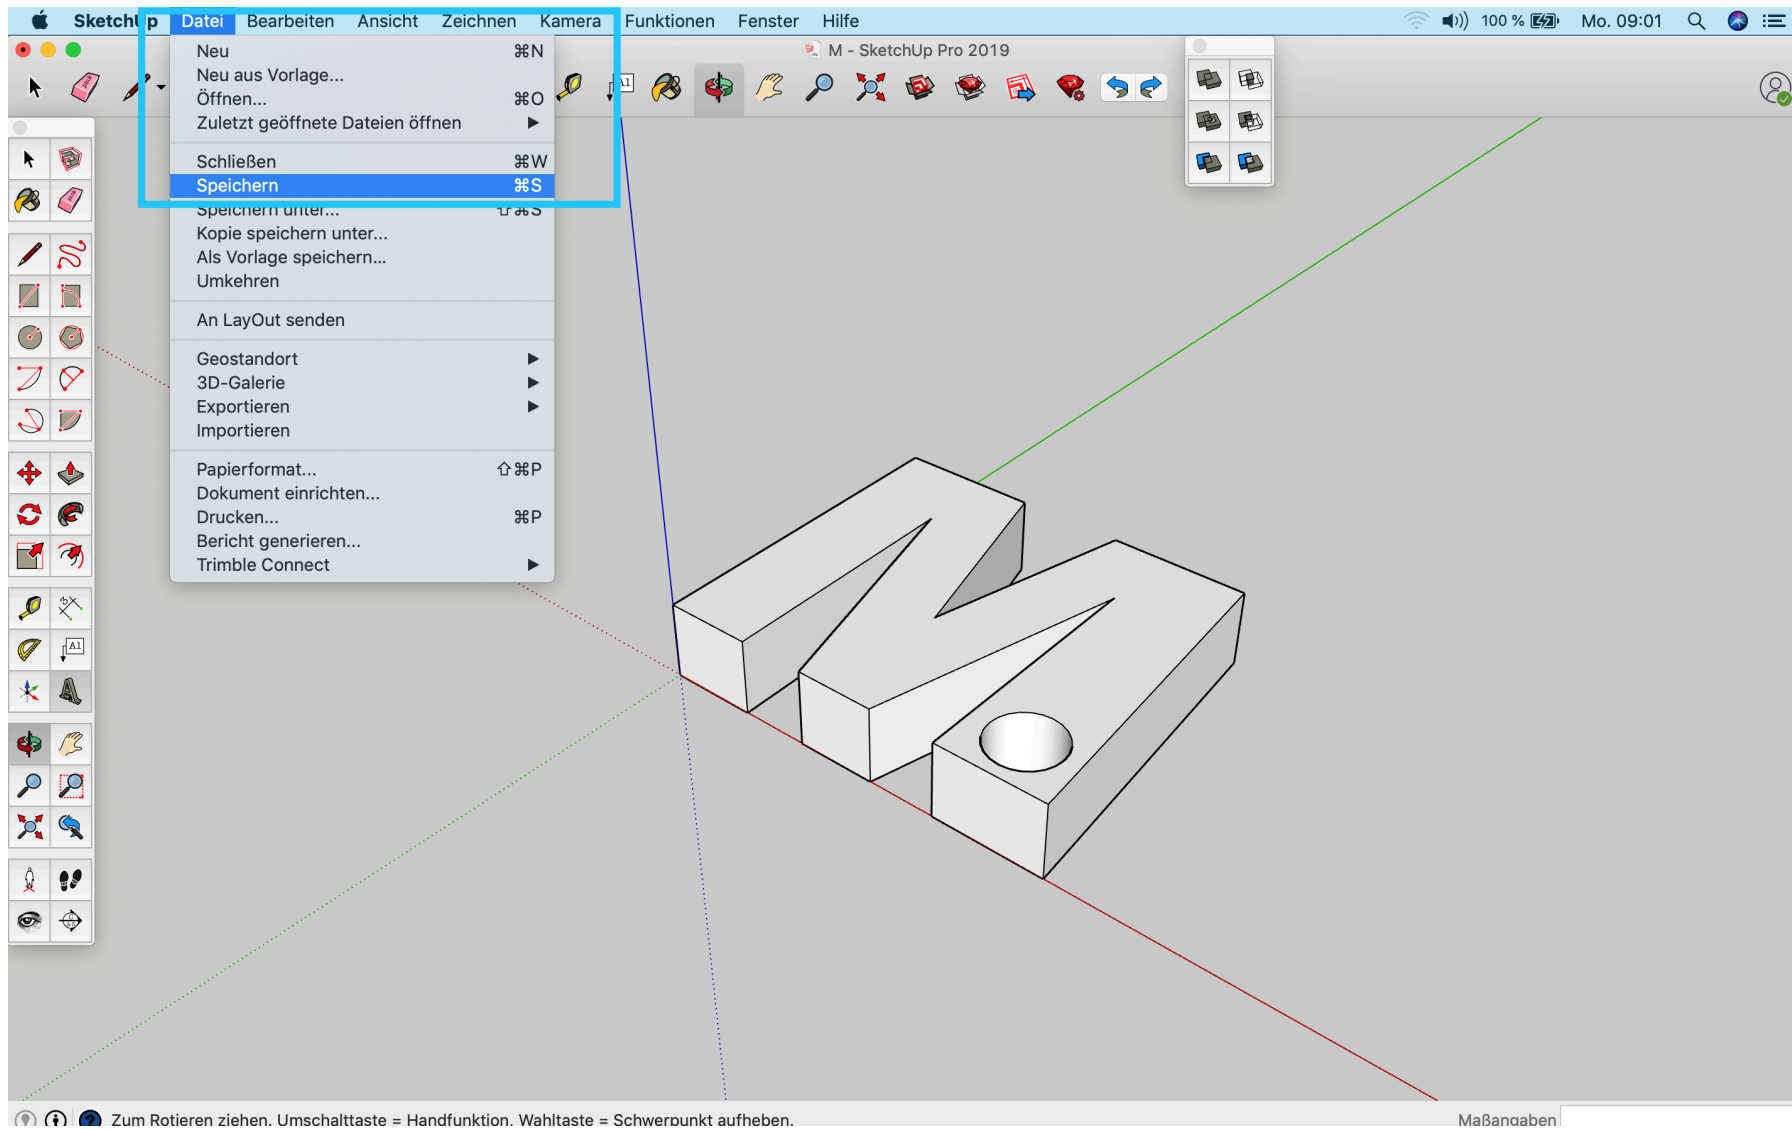 SketchUp Datei Bearbeiten Ansicht Zeichnen Kamera Funktionen Fenster Hilfe 100 % Mo. 09:01
M - SketchUp Pro 2019
Neu ⌘N
Neu aus Vorlage...
Öffnen... ⌘O
Zuletzt geöffnete Dateien öffnen
Schließen ⌘W
Speichern ⌘S
Speichern unter... ⇧⌘S
Kopie speichern unter...
Als Vorlage speichern...
Umkehren
An LayOut senden
Geostandort
3D-Galerie
Exportieren
Importieren
Papierformat... ⇧⌘P
Dokument einrichten...
Drucken... ⌘P
Bericht generieren...
Trimble Connect
A1
A1
Zum Rotieren ziehen. Umschalttaste = Handfunktion, Wahltaste = Schwerpunkt aufheben.
Maßangaben